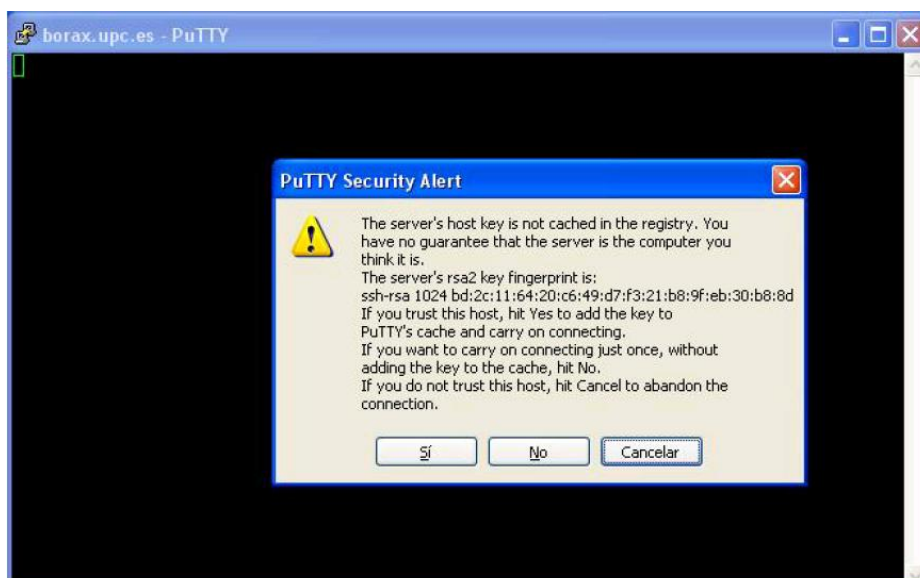 borax.upc.es - PuTTY
PuTTY Security Alert
The server's host key is not cached in the registry. You
have no guarantee that the server is the computer you
think it is.
The server's rsa2 key fingerprint is:
ssh-rsa 1024 bd:2c:11:64:20:c6:49:d7:f3:21:b8:9f:eb:30:b8:8d
If you trust this host, hit Yes to add the key to
PuTTY's cache and carry on connecting.
If you want to carry on connecting just once, without
adding the key to the cache, hit No.
If you do not trust this host, hit Cancel to abandon the
connection.
Sí No Cancelar